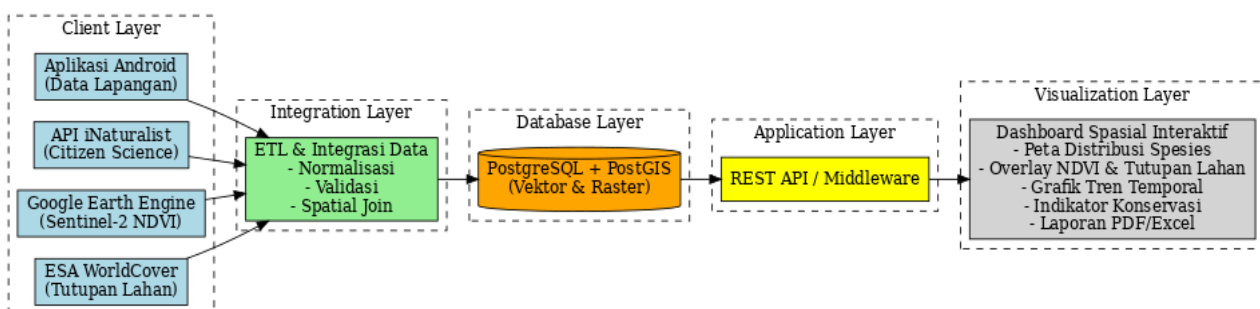 Client Layer
Aplikasi Android
(Data Lapangan)
API iNaturalist
(Citizen Science)
Google Earth Engine
(Sentinel-2 NDVI)
ESA WorldCover
(Tutupan Lahan)
Integration Layer
ETL & Integrasi Data
- Normalisasi
- Validasi
- Spatial Join
Database Layer
PostgreSQL + PostGIS
(Vektor & Raster)
Application Layer
REST API / Middleware
Visualization Layer
Dashboard Spasial Interaktif
- Peta Distribusi Spesies
- Overlay NDVI & Tutupan Lahan
- Grafik Tren Temporal
- Indikator Konservasi
- Laporan PDF/Excel